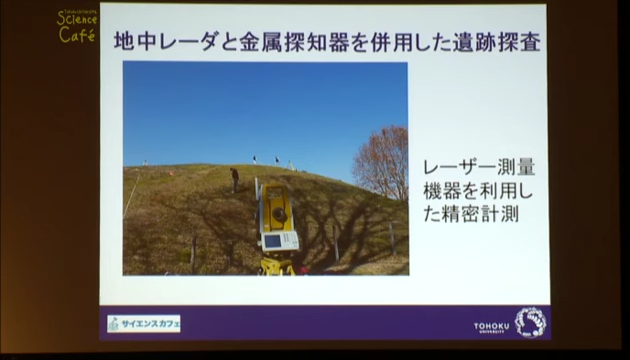 Tohoku University
Science
Café
地中レーダと金属探知器を併用した遺跡探査
レーザー測量
機器を利用し
た精密計測
サイエンスカフェ
TOHOKU
UNIVERSITY